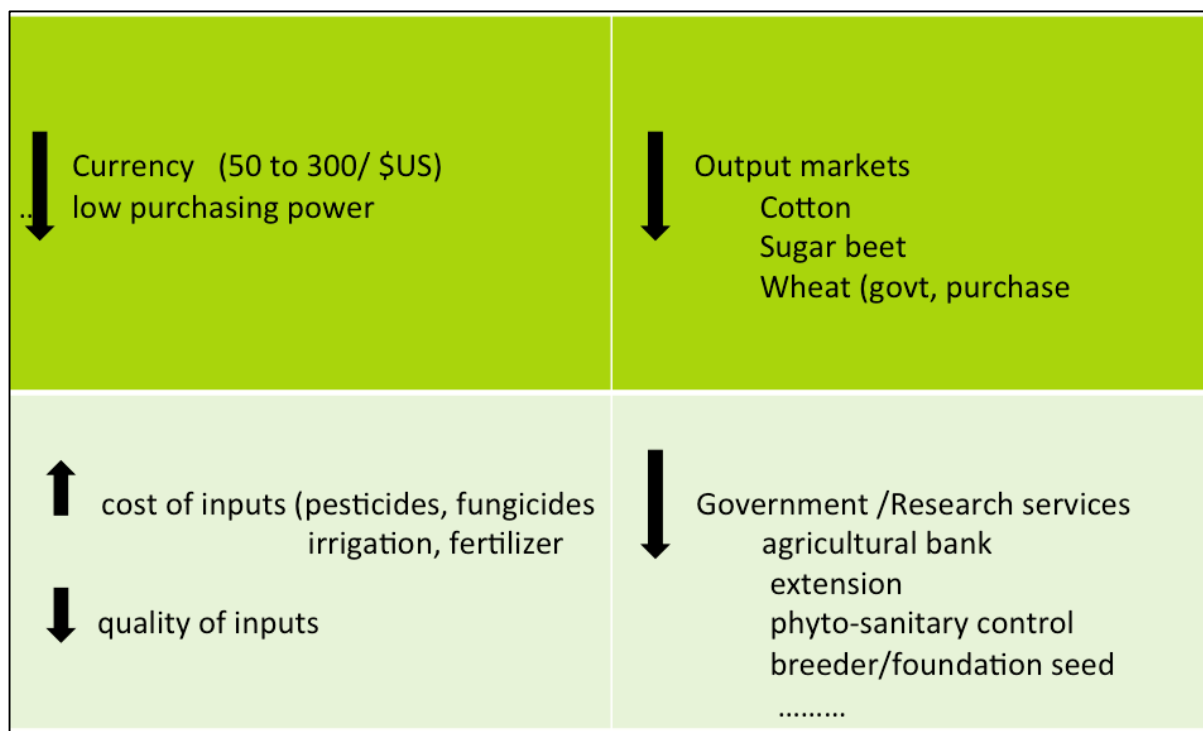 Currency (50 to 300/ $US)
.. low purchasing power
Output markets
Cotton
Sugar beet
Wheat (govt, purchase
cost of inputs (pesticides, fungicides
irrigation, fertilizer
quality of inputs
Government /Research services
agricultural bank
extension
phyto-sanitary control
breeder/foundation seed
.........